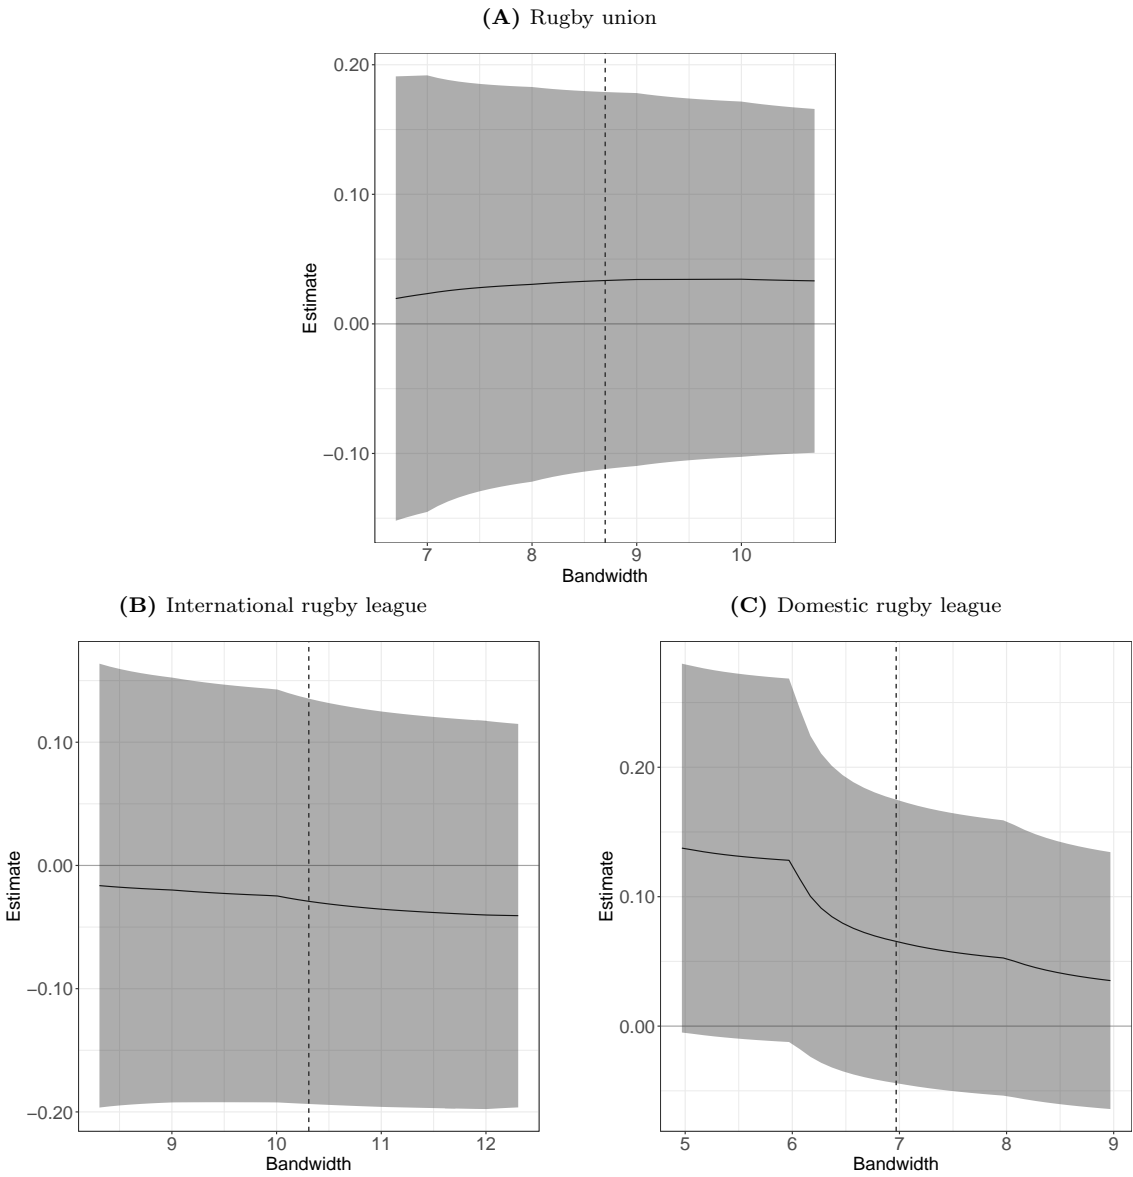 (A) Rugby union
0.20
0.10
0.00
−0.10
Estimate
7 8 9 10
Bandwidth
(B) International rugby league
0.10
0.00
−0.10
−0.20
Estimate
9 10 11 12
Bandwidth
(C) Domestic rugby league
0.20
0.10
0.00
Estimate
5 6 7 8 9
Bandwidth